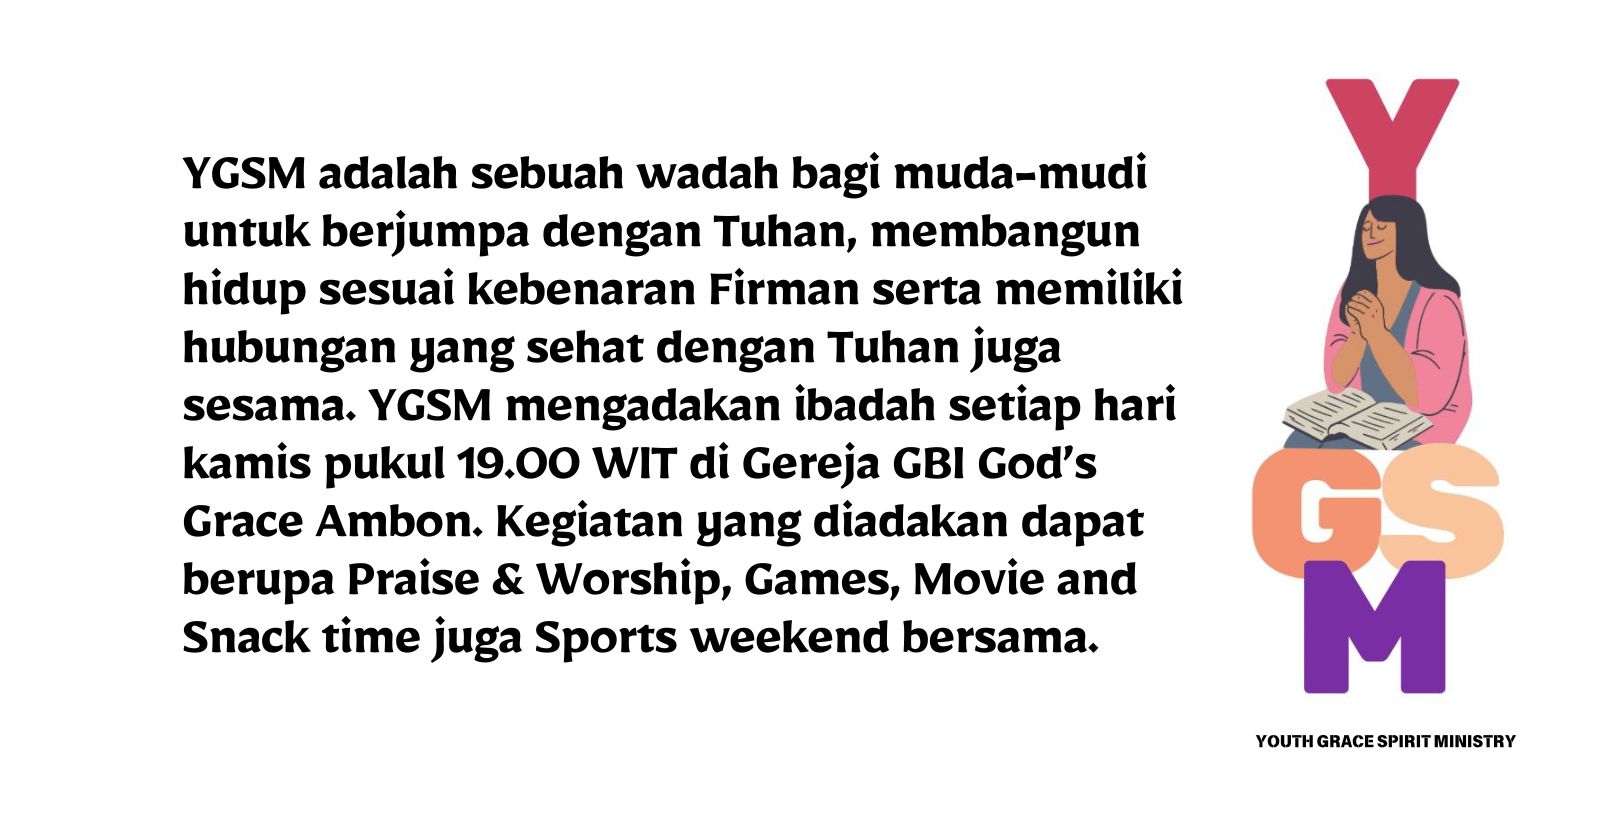 YGSM adalah sebuah wadah bagi muda-mudi
untuk berjumpa dengan Tuhan, membangun
hidup sesuai kebenaran Firman serta memiliki
hubungan yang sehat dengan Tuhan juga
sesama. YGSM mengadakan ibadah setiap hari
kamis pukul 19.00 WIT di Gereja GBI God's
Grace Ambon. Kegiatan yang diadakan dapat
berupa Praise & Worship, Games, Movie and
Snack time juga Sports weekend bersama.
Y
GS
M
YOUTH GRACE SPIRIT MINISTRY